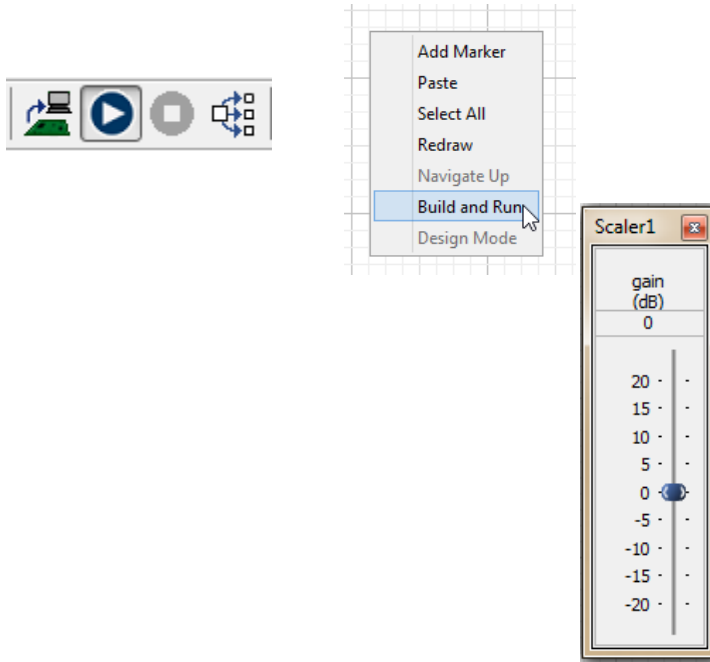 Add Marker
Paste
Select All
Redraw
Navigate Up
Build and Run
Design Mode
Scaler1
gain
(dB)
0
20
15
10
5
0
-5
-10
-15
-20